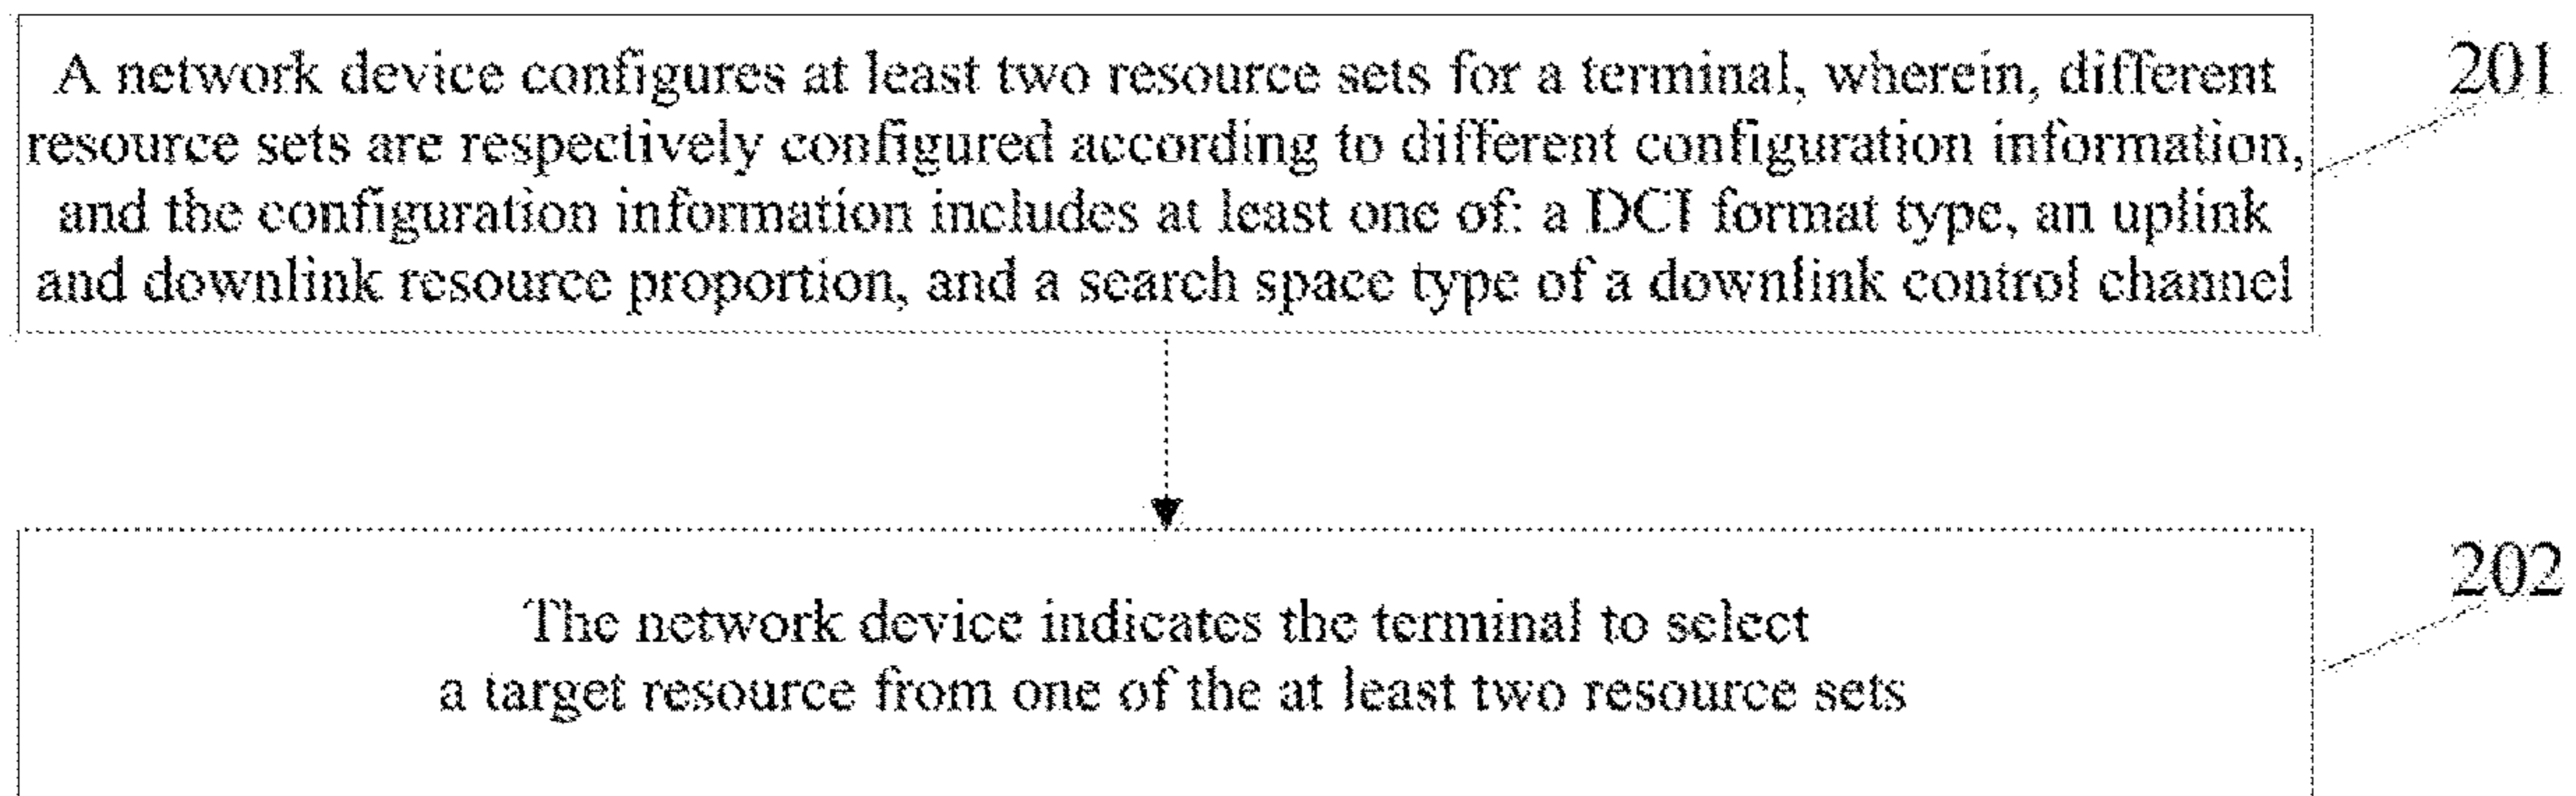 A network device configures at least two resource sets for a terminal, wherein, different
201
resource sets are respectively configured according to different configuration information,
and the configuration information includes at least one of: a DCI format type, an uplink
and downlink resource proportion, and a search space type of a downlink control channel
202
The network device indicates the terminal to select
a target resource from one of the at least two resource sets